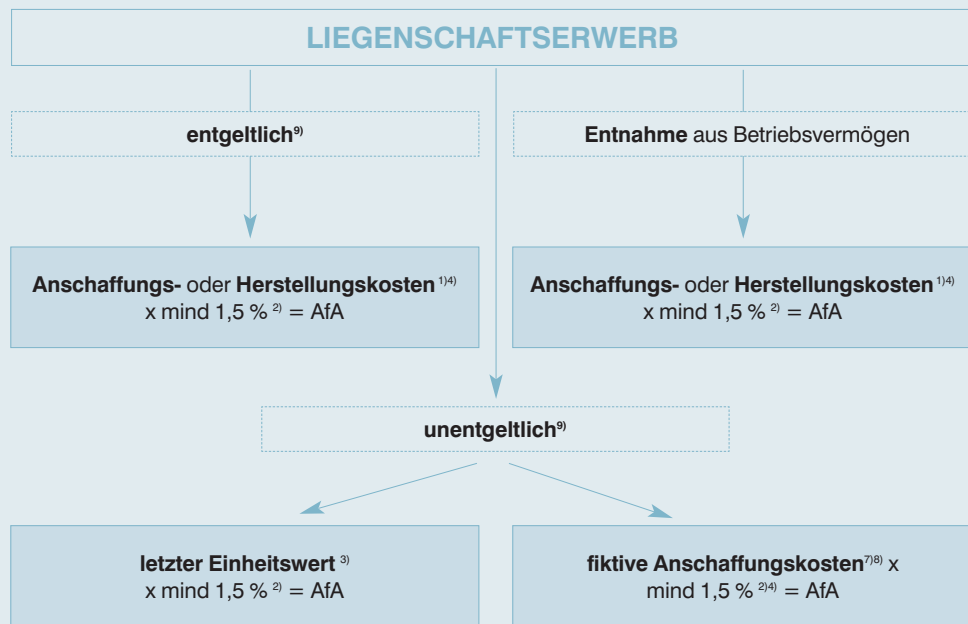 LIEGENSCHAFTSERWERB
entgeltlich9)
Entnahme aus Betriebsvermögen
Anschaffungs- oder Herstellungskosten 1)4)
x mind 1,5 % 2) = AfA
Anschaffungs- oder Herstellungskosten 1)4)
x mind 1,5 % 2) = AfA
unentgeltlich9)
letzter Einheitswert 3)
x mind 1,5 % 2) = AfA
fiktive Anschaffungskosten7)8) x
mind 1,5 % 2)4) = AfA